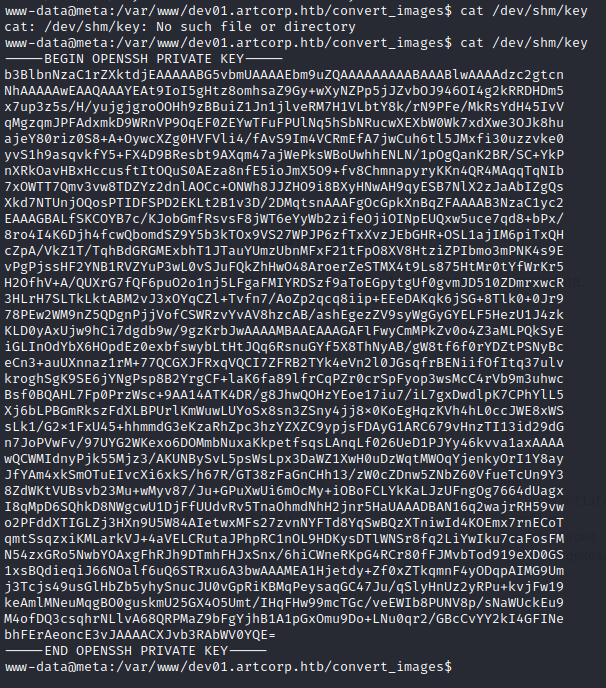 www-data@meta:/var/www/dev01.artcorp.htb/convert_images$ cat /dev/shm/key
cat: /dev/shm/key: No such file or directory
www-data@meta:/var/www/dev01.artcorp.htb/convert_images$ cat /dev/shm/key
-----BEGIN OPENSSH PRIVATE KEY-----
b3BlbnNzaC1rZXktdjEAAAAABG5vbmUAAAAEbm9uZQAAAAAAAAABAAABlwAAAAdzc2gtcn
NhAAAAAwEAAQAAAYEAt9IoI5gHtz8omhsaZ9Gy+wXyNZPp5jJZvbOJ946OI4g2kRRDHDm5
x7up3z5s/H/yujgjgroOOHh9zBBuiZ1Jn1jlveRM7H1VLbtY8k/rN9PFe/MkRsYdH45IvV
qMgzqmJPFAdxmkD9WRnVP9OqEF0ZEYwTFuFPUlNq5hSbNRucwXEXbW0Wk7xdXwe3OJk8hu
ajeY80riz0S8+A+OywcXZg0HVFVli4/fAvS9Im4VCRmEfA7jwCuh6tl5JMxfi30uzzvke0
yvS1h9asqvkfY5+FX4D9BResbt9AXqm47ajWePksWBoUwhhENLN/1pOgQanK2BR/SC+YkP
nXRkOavHBxHccusftItOQuS0AEza8nfE5ioJmX5O9+fv8ChmnapyryKKn4QR4MAqqTqNIb
7xOWTT7Qmv3vw8TDZYz2dnlAOCc+ONWh8JJZHO9i8BXyHNwAH9qyESB7NlX2zJaAbIZgQs
Xkd7NTUnjOQosPTIDFSPD2EKLt2B1v3D/2DMqtsnAAAFgOcGpkXnBqZFAAAAB3NzaC1yc2
EAAAGBALfSKCOYB7c/KJobGmfRsvsF8jWT6eYyWb2zifeOjiOINpEUQxw5uce7qd8+bPx/
8ro4I4K6Djh4fcwQbomdSZ9Y5b3kTOx9VS27WPJP6zfTxXvzJEbGHR+OSL1ajIM6piTxQH
cZpA/VkZ1T/TqhBdGRGMExbhT1JTauYUmzUbnMFxF21tFpO8XV8HtziZPIbmo3mPNK4s9E
vPgPjssHF2YNB1RVZYuP3wL0vSJuFQkZhHwO48AroerZeSTMX4t9Ls875HtMr0tYfWrKr5
H2OfhV+A/QUXrG7fQF6puO2o1nj5LFgaFMIYRDSzf9aToEGpytgUf0gvmJD510ZDmrxwcR
3HLrH7SLTkLktABM2vJ3xOYqCZl+Tvfn7/AoZp2qcq8iip+EEeDAKqk6jSG+8Tlk0+0Jr9
78PEw2WM9nZ5QDgnPjjVofCSWRzvYvAV8hzcAB/ashEgezZV9syWgGyGYELF5HezU1J4zk
KLD0yAxUjw9hCi7dgdb9w/9gzKrbJwAAAAMBAAEAAAGAFlFwyCmMPkZv0o4Z3aMLPQkSyE
iGLInOdYbX6HOpdEz0exbfswybLtHtJQq6RsnuGYf5X8ThyAB/gW8tf6f0rYDZtPSNyBc
eCn3+auUXnnaz1rM+77QCGXJFRxqVQCI7ZFRB2TYk4eVn2l0JGsqfrBENiifOfItq37ulv
kroghSgK9SE6jYNgPsp8B2YrgCF+laK6fa89lfrCqPZr0crSpFyop3wsMcC4rVb9m3uhwc
Bsf0BQAHL7Fp0PrzWsc+9AA14ATK4DR/g8JhwQOHzYEoe17iu7/iL7gxDwdlpK7CPhYlL5
Xj6bLPBGmRkszFdXLBPUrlKmWuwLUYoSx8sn3ZSny4jj8×0KoEgHqzKVh4hL0ccJWE8xWS
sLk1/G2×1FxU45+hhmmdG3eKzaRhZpc3hzYZXZC9ypjsFDAyG1ARC679vHnzTI13id29dG
n7JoPVwFv/97UYG2WKexo6DOMmbNuxaKkpetfsqsLAnqLf026UeD1PJYy46kvva1axAAAA
wQCWMIdnyPjk55Mjz3/AKUNBySvL5psWsLpx3DaWZ1XwH0uDzWqtMWOqYjenkyOrI1Y8ay
JfYAm4xkSmOTuEIvcXi6xkS/h67R/GT38zFaGnCHh13/zW0cZDnw5ZNbZ60VfueTcUn9Y3
8ZdWKtVUBsvb23Mu+wMyv87/Ju+GPuXwUi6mOcMy+iOBoFCLYkKaLJzUFngOg7664dUagx
I8qMpD6SQhkD8NWgcwU1DjFfUUdvRv5TnaOhmdNhH2jnr5HaUAAADBAN16q2wajrRH59vw
o2PFddXTIGLZj3HXn9U5W84AIetwxMFs27zvnNYFTd8YqSwBQzXTniwId4KOEmx7rnECoT
qmtSsqzxiKMLarkVJ+4aVELCRutaJPhpRC1nOL9HDKysDTlWNSr8fq2LiYwIku7caFosFM
N54zxGRo5NwbYOAxgFhRJh9DTmhFHJxSnx/6hiCWneRKpG4RCr80fFJMvbTod919eXD0GS
1xsBQdieqiJ66NOalf6uQ6STRxu6A3bwAAAMEA1Hjetdy+Zf0xZTkqmnF4yODqpAIMG9Um
j3Tcjs49usGlHbZb5yhySnucJU0vGpRiKBMqPeysaqGC47Ju/qSlyHnUz2yRPu+kvjFw19
keAmlMNeuMqgBO0guskmU25GX4O5Umt/IHqFHw99mcTGc/veEWIb8PUNV8p/sNaWUckEu9
M4ofDQ3csqhrNLlvA68QRPMaZ9bFgYjhB1A1pGxOmu9Do+LNu0qr2/GBcCvYY2kI4GFINe
bhFErAeoncE3vJAAAACXJvb3RAbWV0YQE=
-----END OPENSSH PRIVATE KEY-----
www-data@meta:/var/www/dev01.artcorp.htb/convert_images$